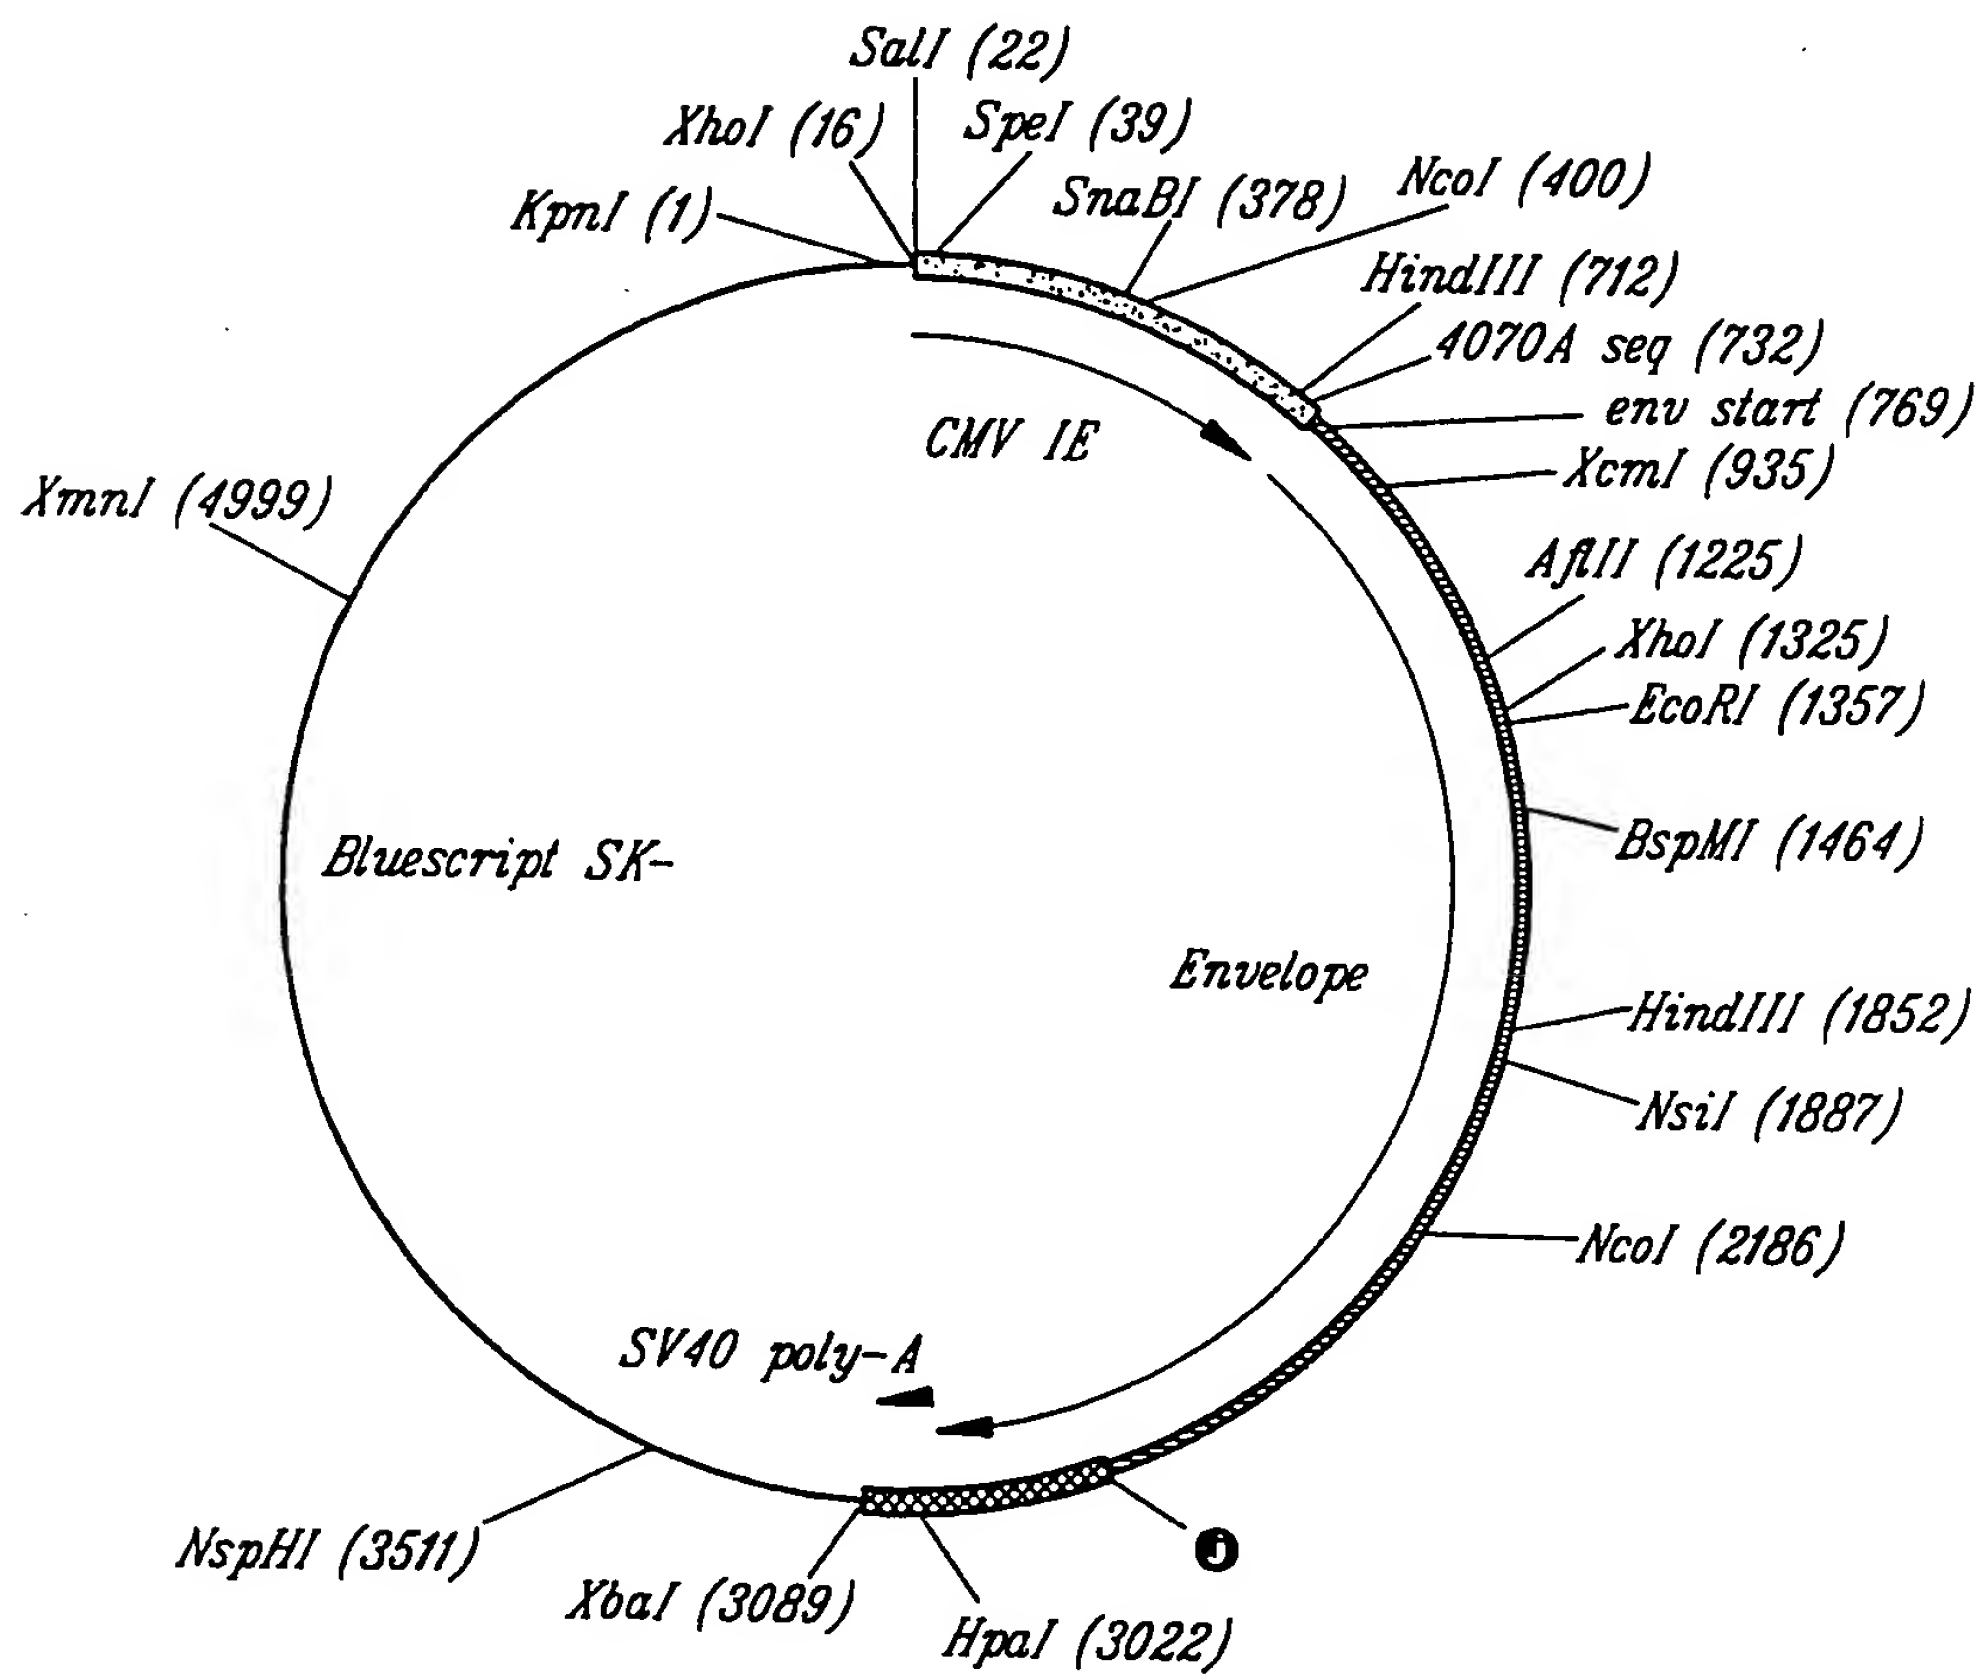 SalI (22)
XhoI (16)
SpeI (39)
KpnI (1)
SnaBI (378)
NcoI (400)
HindIII (712)
4070A seq (732)
env start (769)
XcmI (935)
AflII (1225)
XhoI (1325)
EcoRI (1357)
BspMI (1464)
HindIII (1852)
NsiI (1887)
NcoI (2186)
j
HpaI (3022)
XbaI (3089)
NspHI (3511)
XmnI (4999)
CMV IE
Bluescript SK-
Envelope
SV40 poly-A